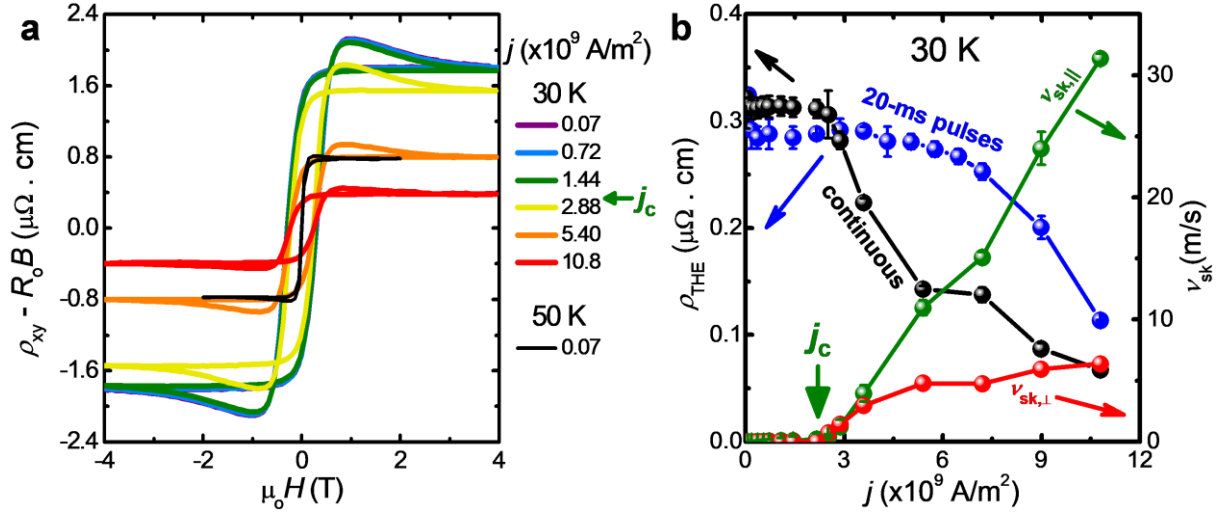 a
2.4
1.6
0.8
0.0
-0.8
-1.6
-2.4
ρxy - RoB (μΩ . cm)
-4 -2 0 2 4
μoH (T)
j (x10⁹ A/m²)
30 K
0.07
0.72
1.44
jc
2.88
5.40
10.8
50 K
0.07
b
30 K
0.4
0.3
0.2
0.1
0.0
ρTHE (μΩ . cm)
20-ms pulses
continuous
νsk,||
νsk,⊥
jc
0 3 6 9 12
j (x10⁹ A/m²)
35
30
20
10
0
νsk(m/s)